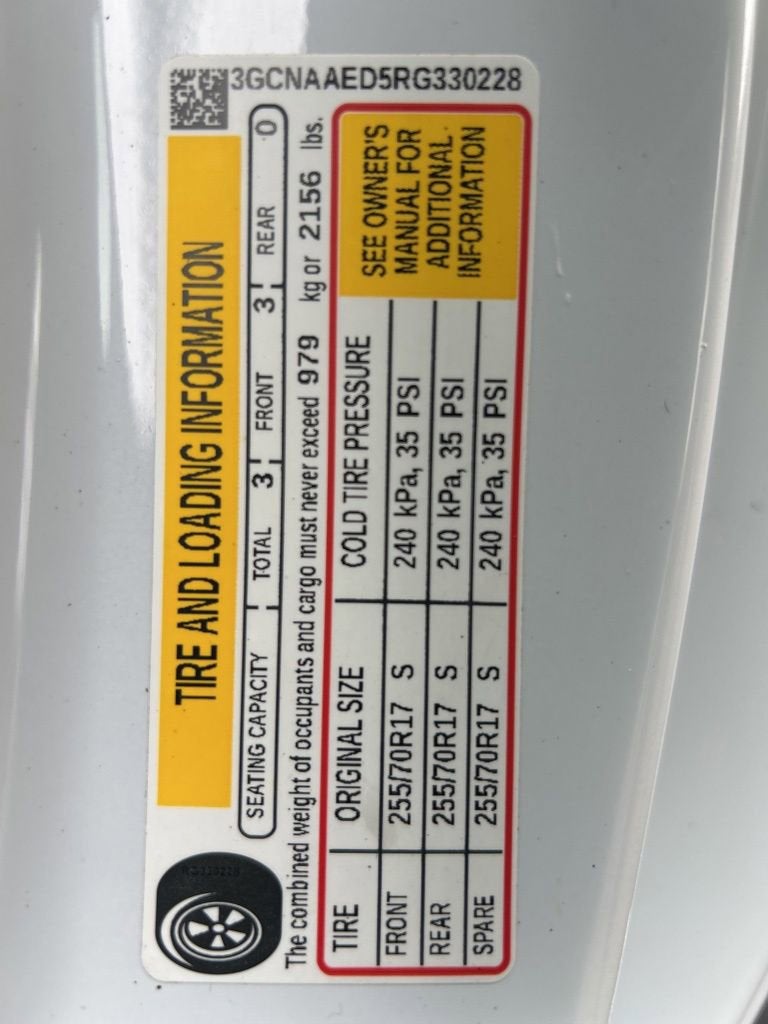 3GCNAAED5RG330228
TIRE AND LOADING INFORMATION
SEATING CAPACITY TOTAL 3 FRONT 3 REAR 0
The combined weight of occupants and cargo must never exceed 979 kg or 2156 lbs.
TIRE ORIGINAL SIZE COLD TIRE PRESSURE
FRONT 255/70R17 S 240 kPa, 35 PSI
REAR 255/70R17 S 240 kPa, 35 PSI
SPARE 255/70R17 S 240 kPa, 35 PSI
SEE OWNER'S
MANUAL FOR
ADDITIONAL
INFORMATION
RG330228